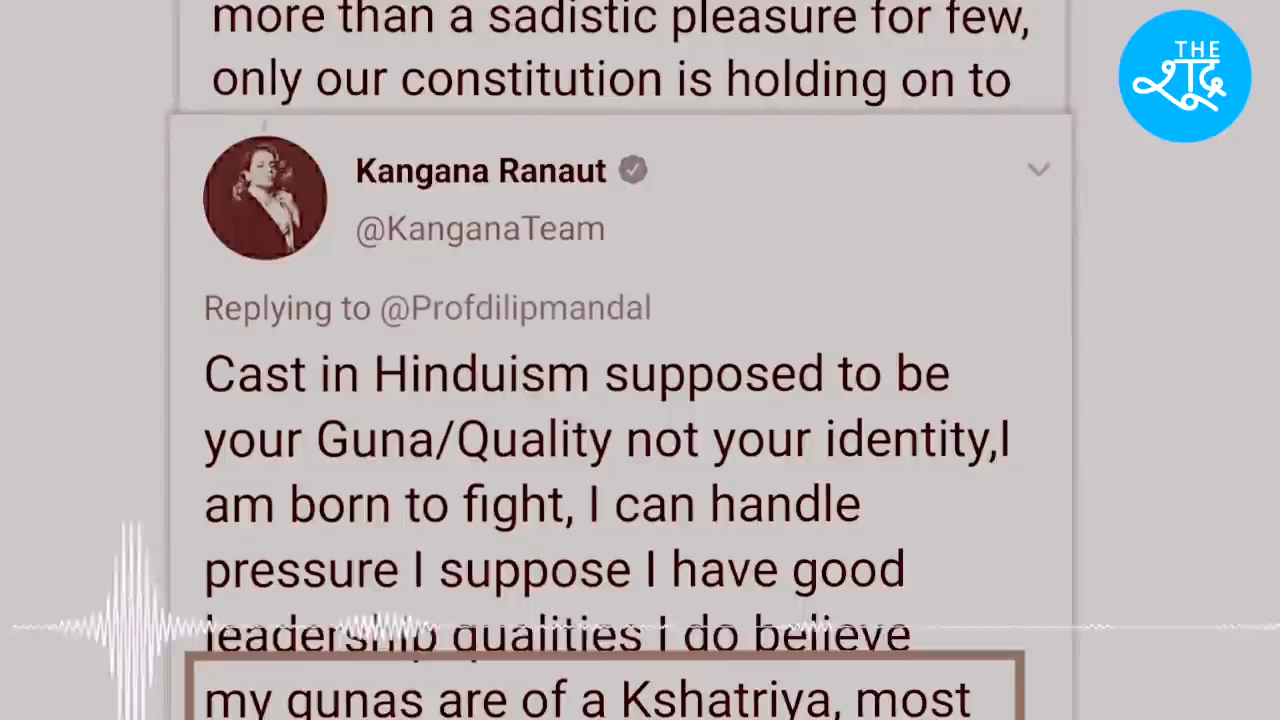 more than a sadistic pleasure for few,
only our constitution is holding on to
THE
शूद्र
Kangana Ranaut
@KanganaTeam
Replying to @Profdilipmandal
Cast in Hinduism supposed to be
your Guna/Quality not your identity,I
am born to fight, I can handle
pressure I suppose I have good
leadership qualities I do believe
my gunas are of a Kshatriya, most